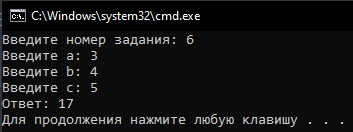 C:\Windows\system32\cmd.exe
Введите номер задания: 6
Введите a: 3
Введите b: 4
Введите c: 5
Ответ: 17
Для продолжения нажмите любую клавишу . . .